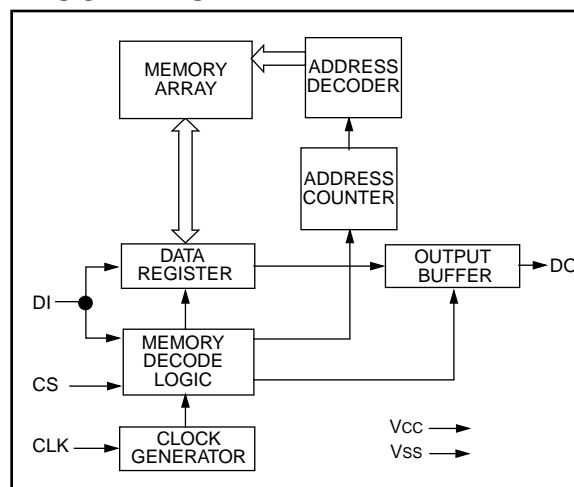 MEMORY
ARRAY
ADDRESS
DECODER
ADDRESS
COUNTER
DATA
REGISTER
OUTPUT
BUFFER
DO
DI
MEMORY
DECODE
LOGIC
CS
CLK
CLOCK
GENERATOR
VCC
VSS